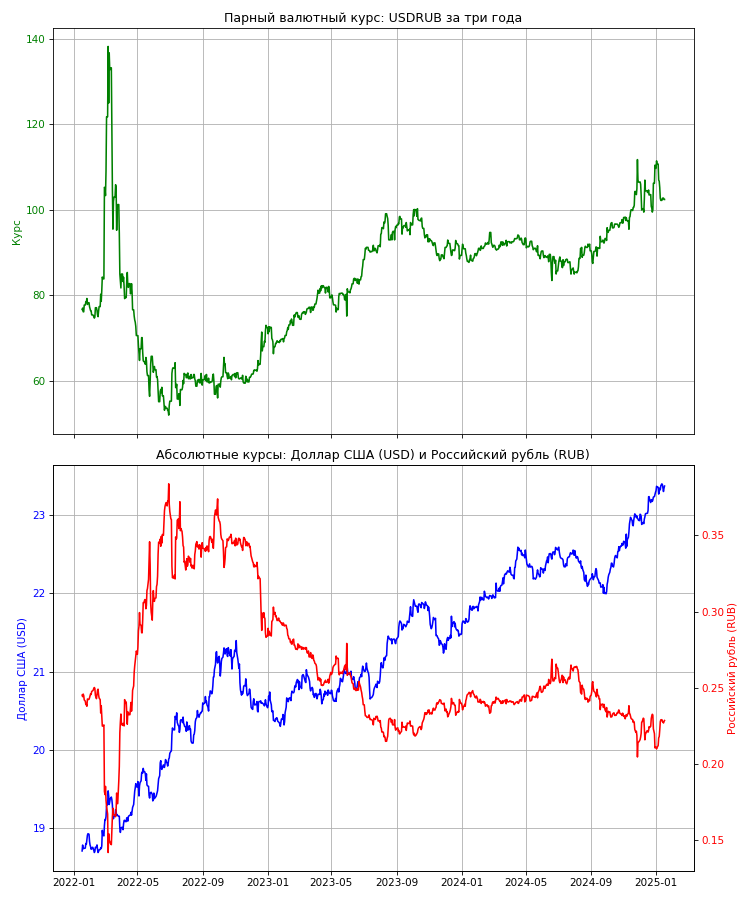 Парный валютный курс: USDRUB за три года
Курс
140
120
100
80
60
Абсолютные курсы: Доллар США (USD) и Российский рубль (RUB)
Доллар США (USD)
23
22
21
20
19
0.35
0.30
0.25
0.20
0.15
Российский рубль (RUB)
2022-01 2022-05 2022-09 2023-01 2023-05 2023-09 2024-01 2024-05 2024-09 2025-01